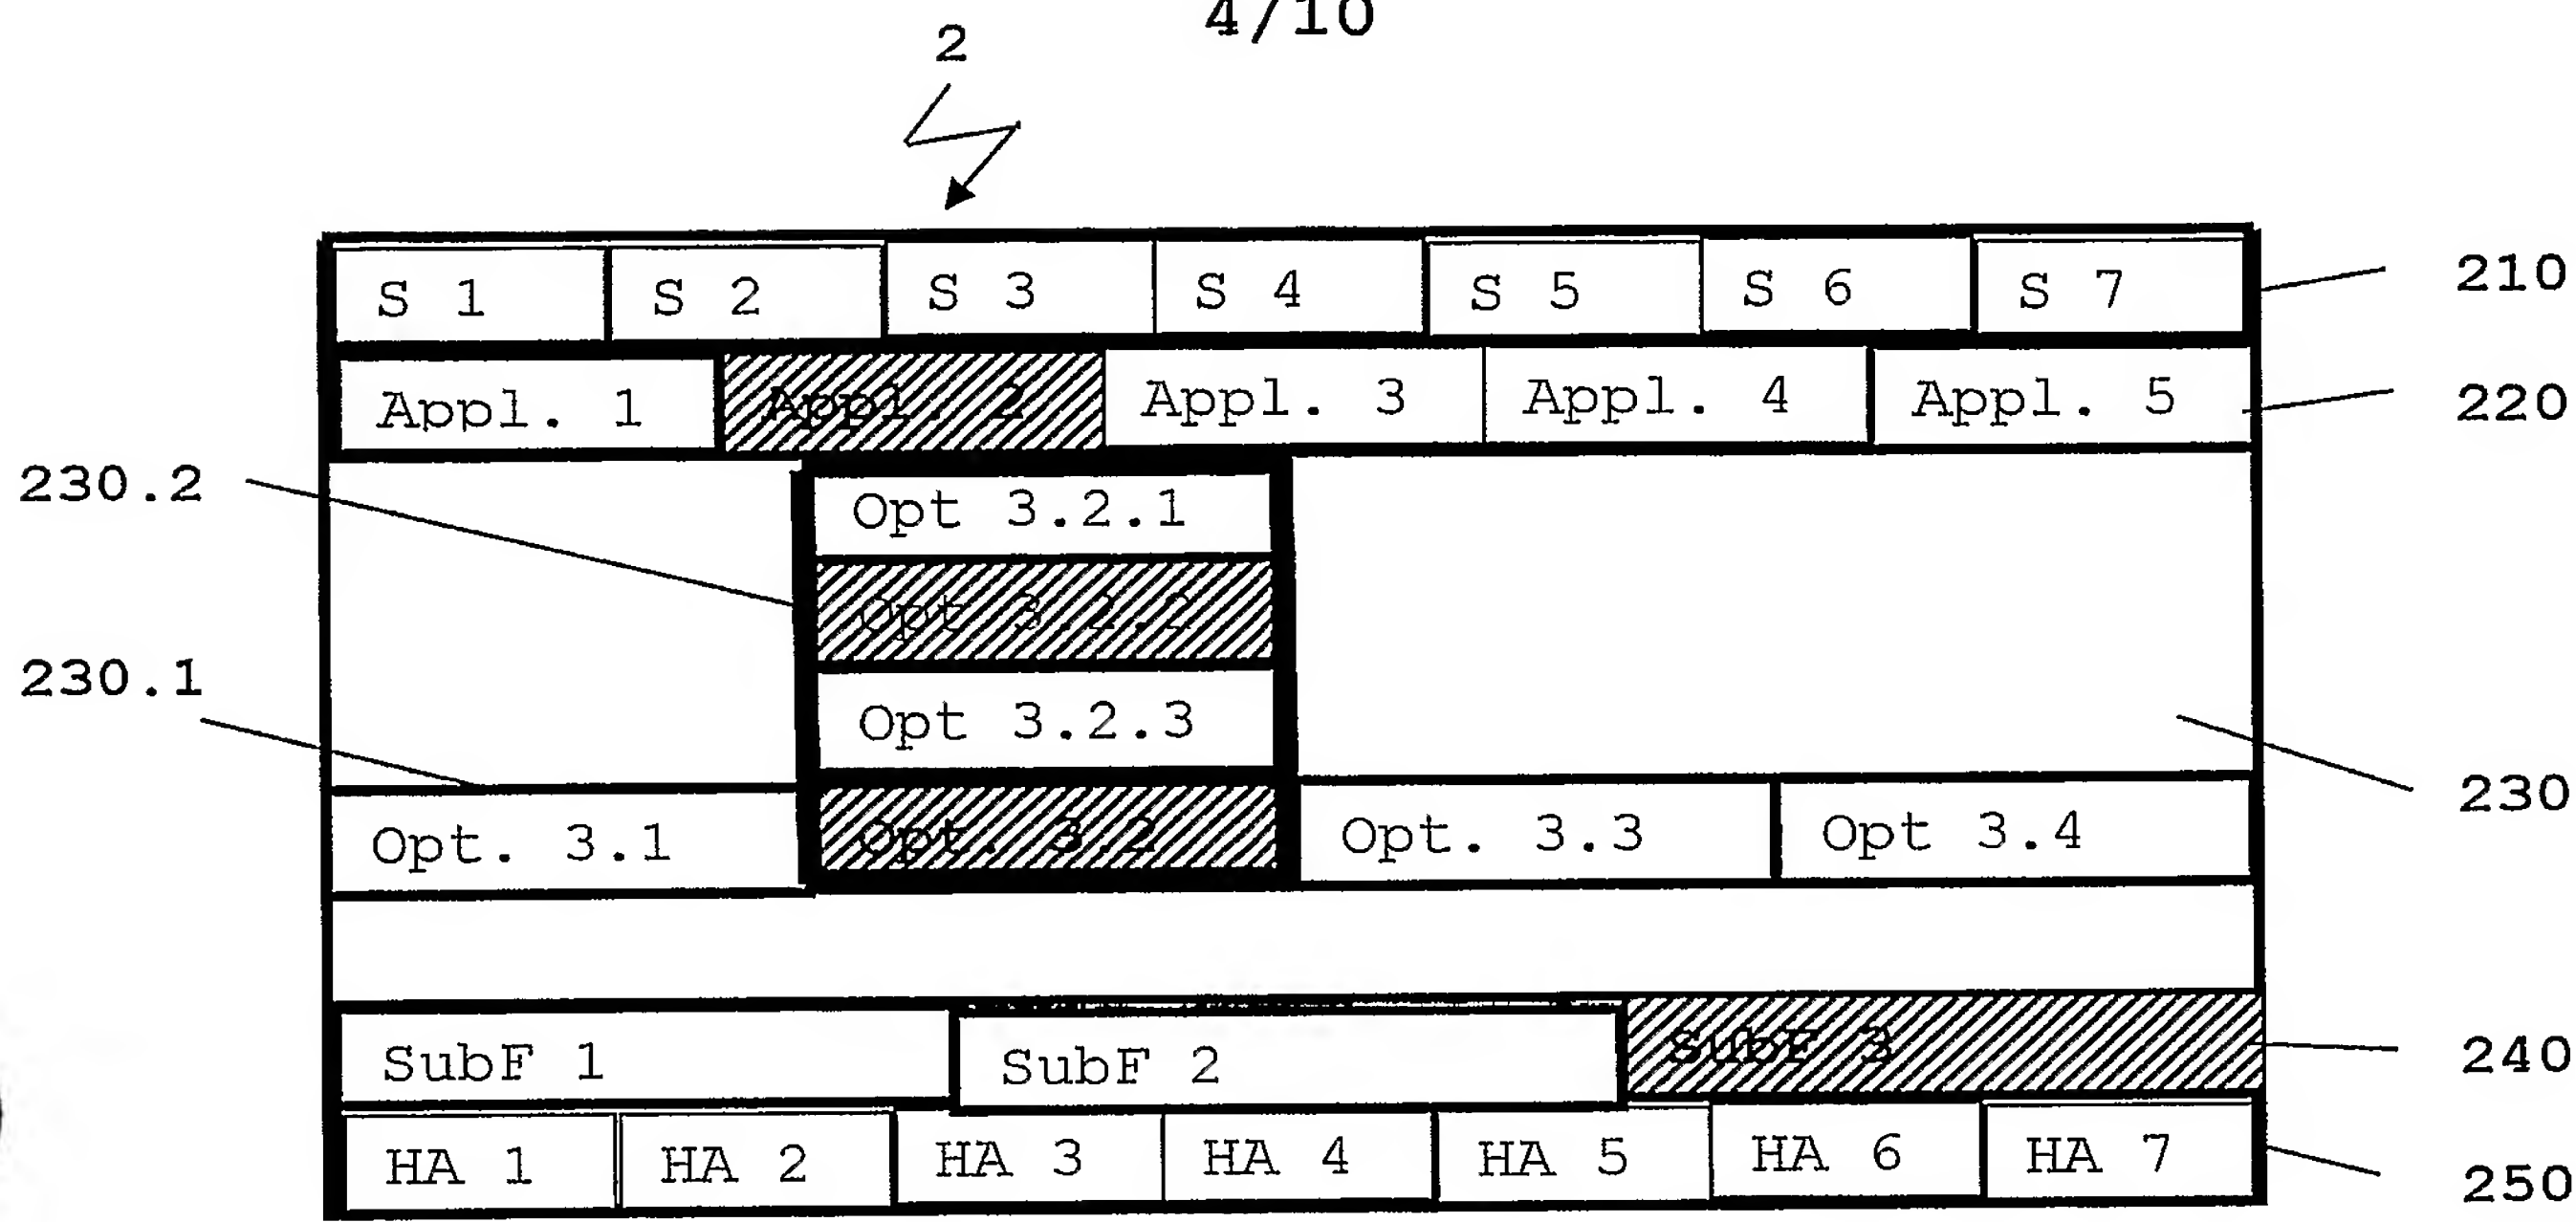 4/10
2
S 1 S 2 S 3 S 4 S 5 S 6 S 7 210
Appl. 1 Appl. 2 Appl. 3 Appl. 4 Appl. 5 220
230.2 Opt 3.2.1
Opt 3.2.2
230.1 Opt 3.2.3
230
Opt. 3.1 Opt. 3.2 Opt. 3.3 Opt 3.4
SubF 1 SubF 2 SubF 3 240
HA 1 HA 2 HA 3 HA 4 HA 5 HA 6 HA 7 250